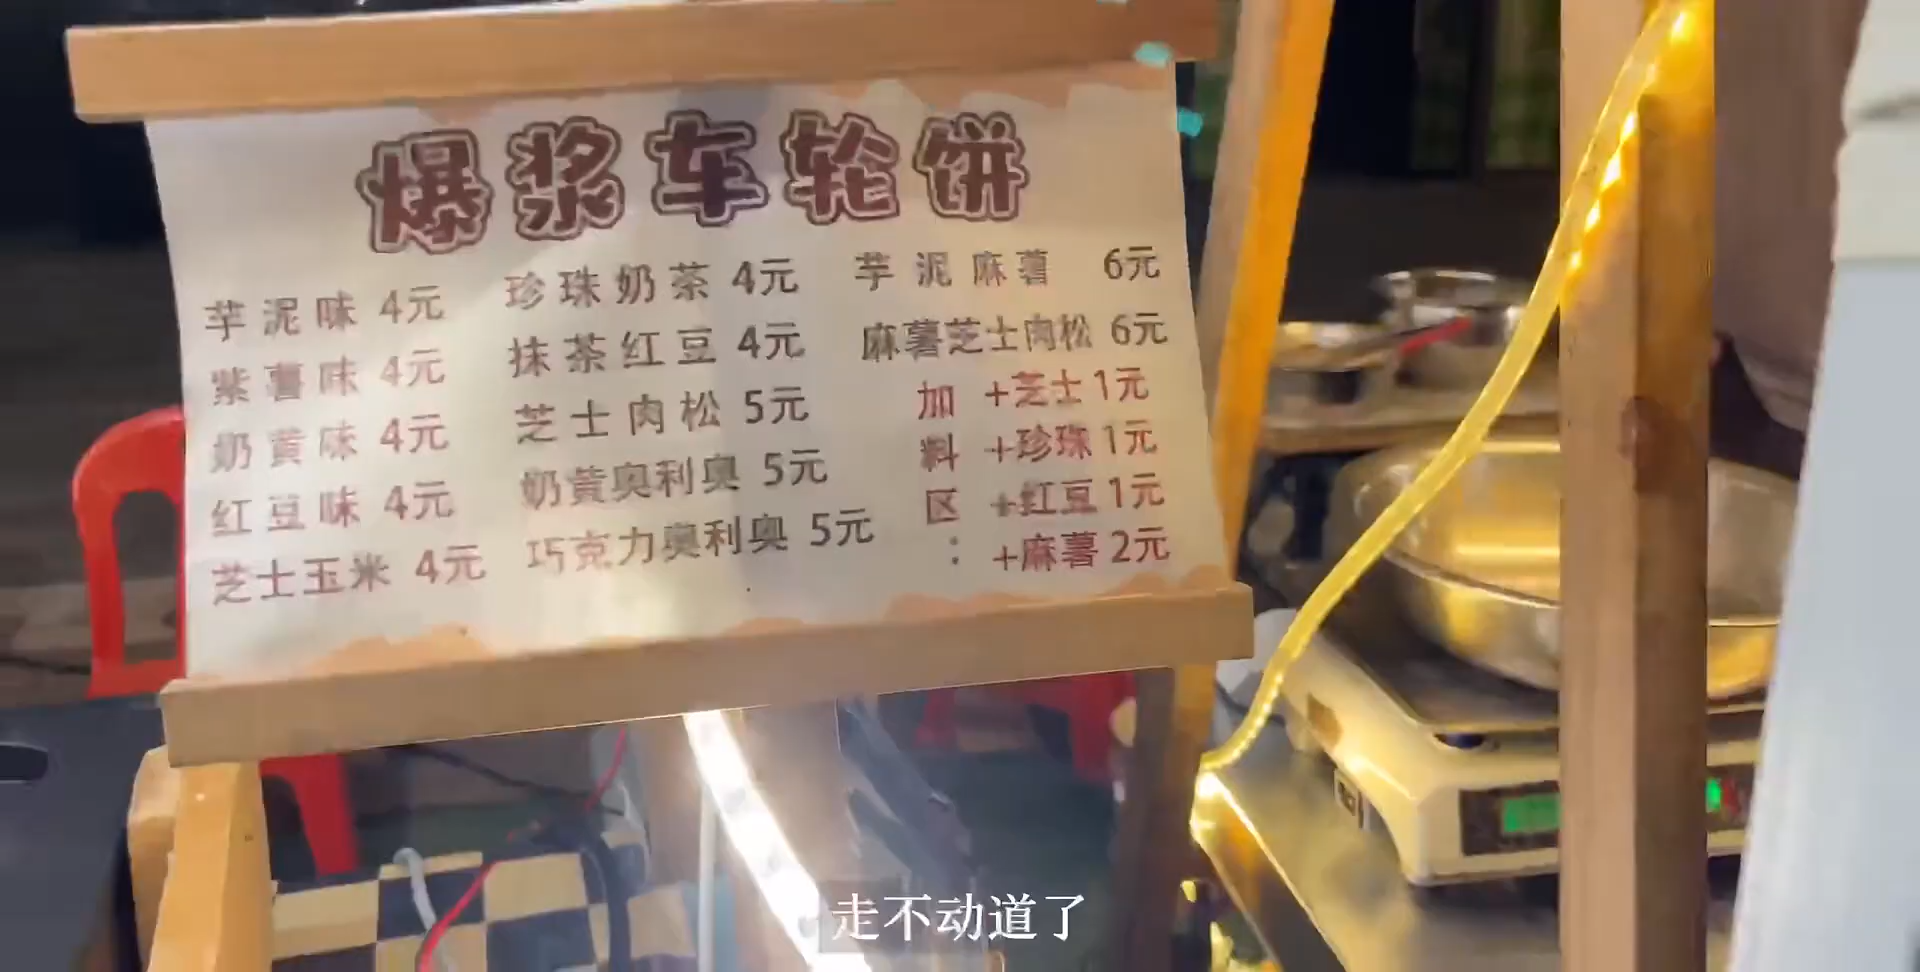 爆浆车轮饼
芋泥味 4元
紫薯味 4元
奶黄味 4元
红豆味 4元
芝士玉米 4元
珍珠奶茶 4元
抹茶红豆 4元
芝士肉松 5元
奶黄奥利奥 5元
巧克力奥利奥 5元
芋泥麻薯 6元
麻薯芝士肉松 6元
加料区：
+芝士1元
+珍珠1元
+红豆1元
+麻薯2元
走不动道了